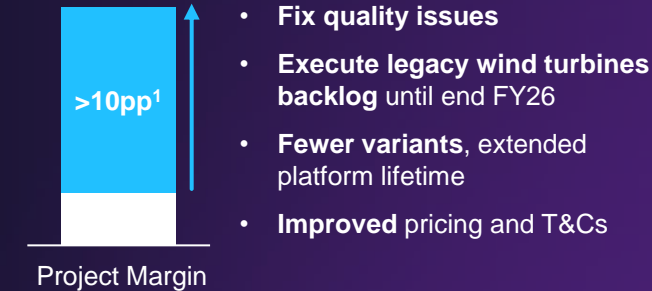 >10pp¹
Project Margin
• Fix quality issues
• Execute legacy wind turbines
backlog until end FY26
• Fewer variants, extended
platform lifetime
• Improved pricing and T&Cs